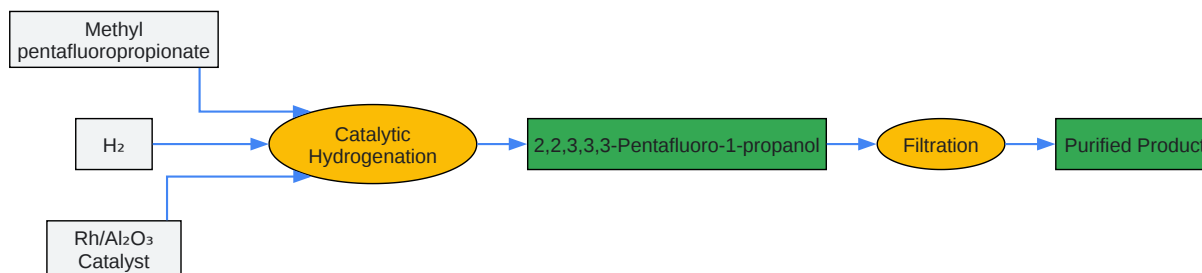 Methyl
pentafluoropropionate
H₂
Rh/Al₂O₃
Catalyst
Catalytic
Hydrogenation
2,2,3,3,3-Pentafluoro-1-propanol
Filtration
Purified Product